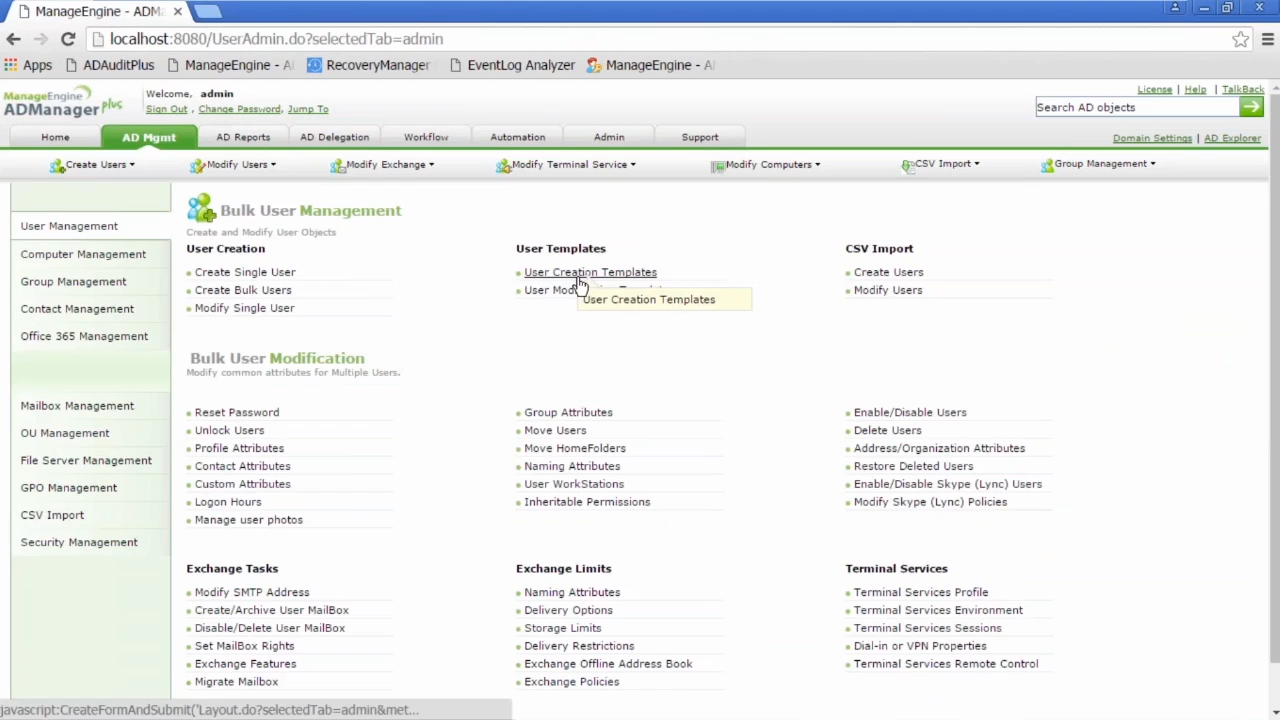 ManageEngine - ADMa
localhost:8080/UserAdmin.do?selectedTab=admin
Apps ADAuditPlus ManageEngine - A RecoveryManager EventLog Analyzer ManageEngine - A
ManageEngine
ADManager plus
Welcome, admin
Sign Out , Change Password, Jump To
License | Help | TalkBack
Search AD objects
Home AD Mgmt AD Reports AD Delegation Workflow Automation Admin Support
Domain Settings | AD Explorer
Create Users Modify Users Modify Exchange Modify Terminal Service Modify Computers CSV Import Group Management
User Management
Computer Management
Group Management
Contact Management
Office 365 Management
Mailbox Management
OU Management
File Server Management
GPO Management
CSV Import
Security Management
Bulk User Management
Create and Modify User Objects
User Creation
Create Single User
Create Bulk Users
Modify Single User
User Templates
User Creation Templates
User Mod
User Creation Templates
CSV Import
Create Users
Modify Users
Bulk User Modification
Modify common attributes for Multiple Users.
Reset Password
Unlock Users
Profile Attributes
Contact Attributes
Custom Attributes
Logon Hours
Manage user photos
Group Attributes
Move Users
Move HomeFolders
Naming Attributes
User WorkStations
Inheritable Permissions
Enable/Disable Users
Delete Users
Address/Organization Attributes
Restore Deleted Users
Enable/Disable Skype (Lync) Users
Modify Skype (Lync) Policies
Exchange Tasks
Modify SMTP Address
Create/Archive User MailBox
Disable/Delete User MailBox
Set MailBox Rights
Exchange Features
Migrate Mailbox
Exchange Limits
Naming Attributes
Delivery Options
Storage Limits
Delivery Restrictions
Exchange Offline Address Book
Exchange Policies
Terminal Services
Terminal Services Profile
Terminal Services Environment
Terminal Services Sessions
Dial-in or VPN Properties
Terminal Services Remote Control
javascript:CreateFormAndSubmit('Layout.do?selectedTab=admin&met...